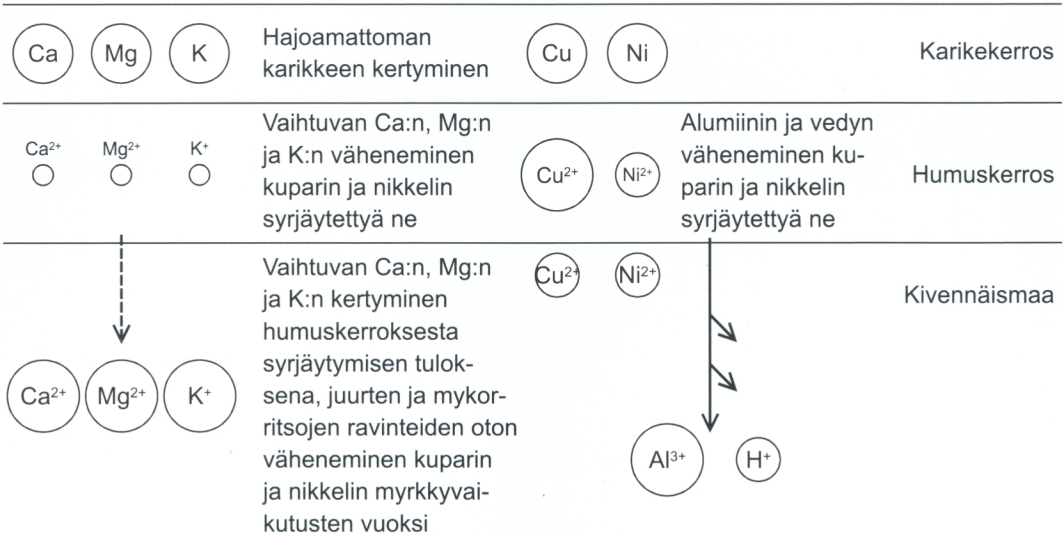 Ca Mg K
Hajoamattoman
karikkeen kertyminen
Cu Ni
Karikekerros
Ca²⁺ Mg²⁺ K⁺
Vaihtuvan Ca:n, Mg:n
ja K:n väheneminen
kuparin ja nikkelin
syrjäytettyä ne
Cu²⁺ Ni²⁺
Alumiinin ja vedyn
väheneminen ku-
parin ja nikkelin
syrjäytettyä ne
Humuskerros
Ca²⁺ Mg²⁺ K⁺
Vaihtuvan Ca:n, Mg:n
ja K:n kertyminen
humuskerroksesta
syrjäytymisen tulok-
sena, juurten ja mykor-
ritsojen ravinteiden oton
väheneminen kuparin
ja nikkelin myrkkyvai-
kutusten vuoksi
Cu²⁺ Ni²⁺
Al³⁺ H⁺
Kivennäismaa